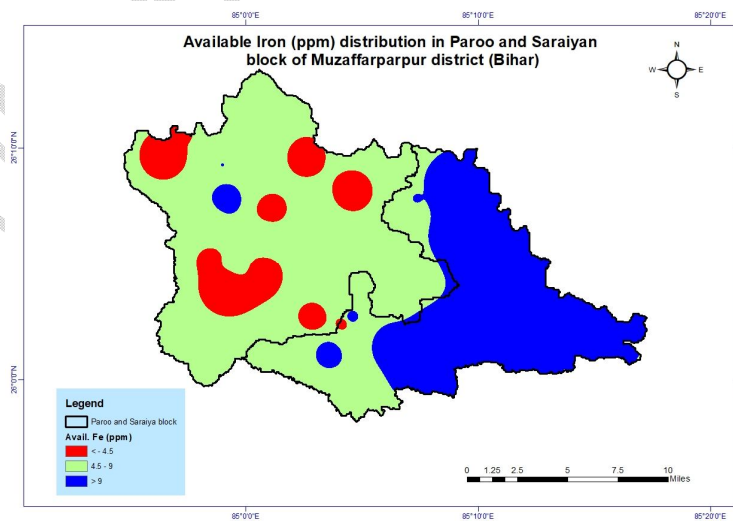 85°0'0"E 85°10'0"E 85°20'0"E
Available Iron (ppm) distribution in Paroo and Saraiyan
block of Muzaffarparpur district (Bihar)
N
W E
S
26°10'0"N
26°0'0"N
Legend
Paroo and Saraiya block
Avail. Fe (ppm)
<- 4.5
4.5 - 9
> 9
0 1.25 2.5 5 7.5 10
Miles
85°0'0"E 85°10'0"E 85°20'0"E